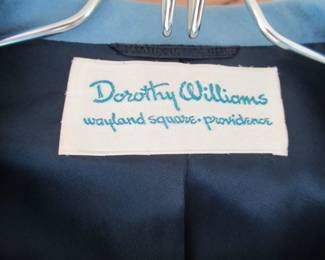 Dorothy Williams
wayland square · providence